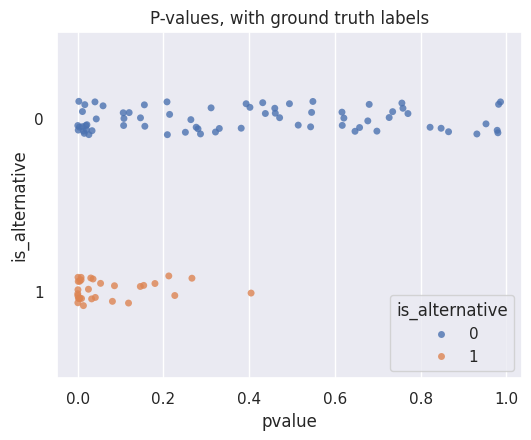 P-values, with ground truth labels
is_alternative
0
1
is_alternative
0
1
0.0 0.2 0.4 0.6 0.8 1.0
pvalue